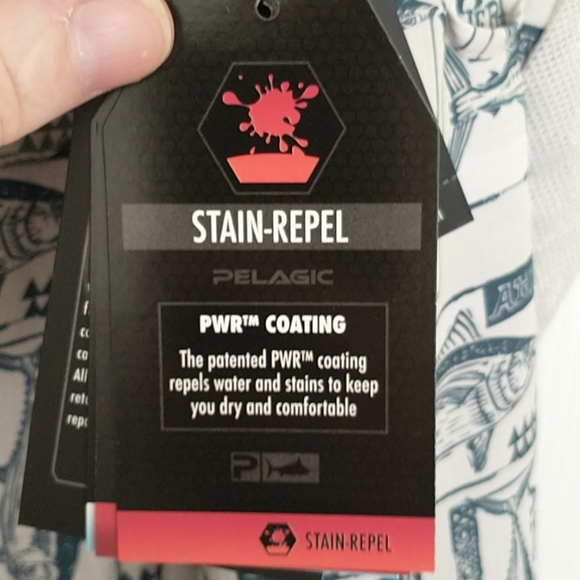 STAIN-REPEL
PELAGIC
PWR™ COATING
The patented PWR™ coating
repels water and stains to keep
you dry and comfortable
P
STAIN-REPEL
All